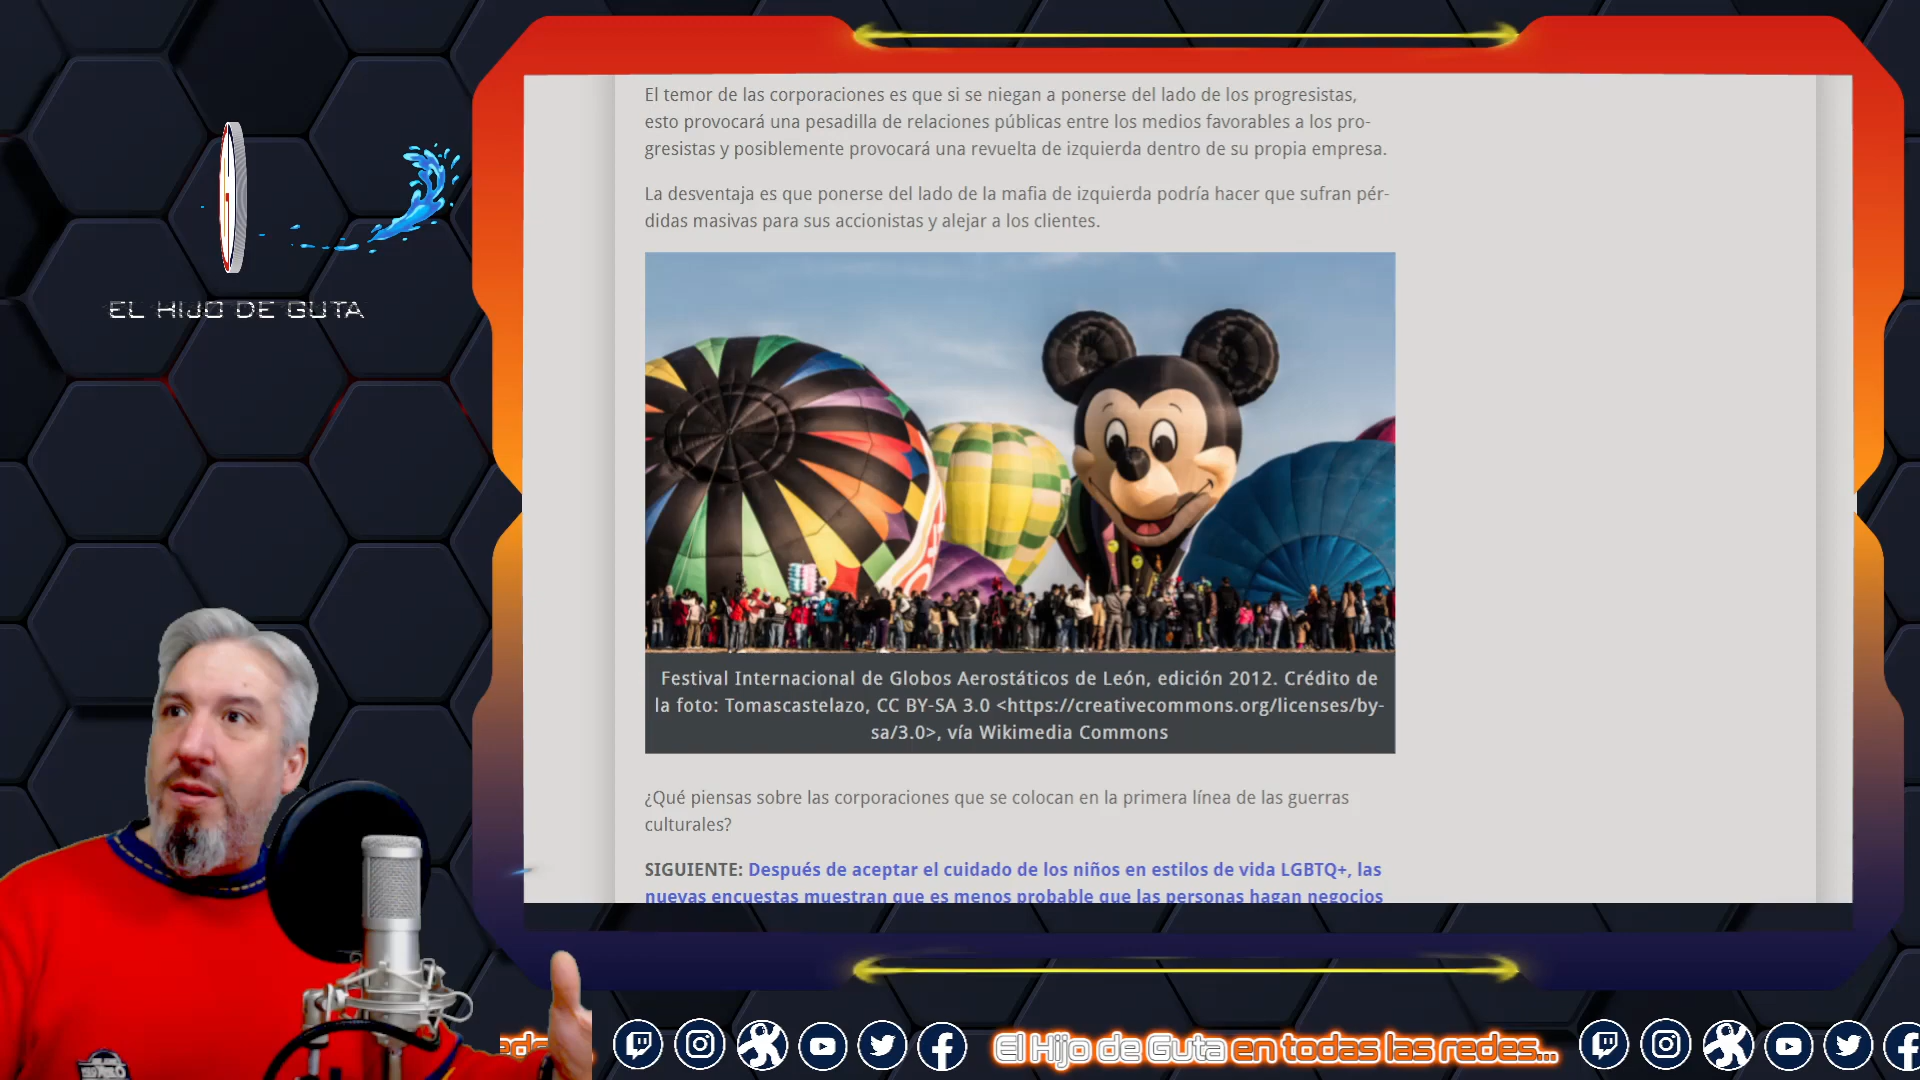 El temor de las corporaciones es que si se niegan a ponerse del lado de los progresistas,
esto provocará una pesadilla de relaciones públicas entre los medios favorables a los pro-
gresistas y posiblemente provocará una revuelta de izquierda dentro de su propia empresa.
La desventaja es que ponerse del lado de la mafia de izquierda podría hacer que sufran pér-
didas masivas para sus accionistas y alejar a los clientes.
EL HIJO DE GUTA
Festival Internacional de Globos Aerostáticos de León, edición 2012. Crédito de
la foto: Tomascastelazo, CC BY-SA 3.0 <https://creativecommons.org/licenses/by-
sa/3.0>, vía Wikimedia Commons
¿Qué piensas sobre las corporaciones que se colocan en la primera línea de las guerras
culturales?
SIGUIENTE: Después de aceptar el cuidado de los niños en estilos de vida LGBTQ+, las
nuevas encuestas muestran que es menos probable que las personas hagan negocios
El Hijo de Guta en todas las redes...